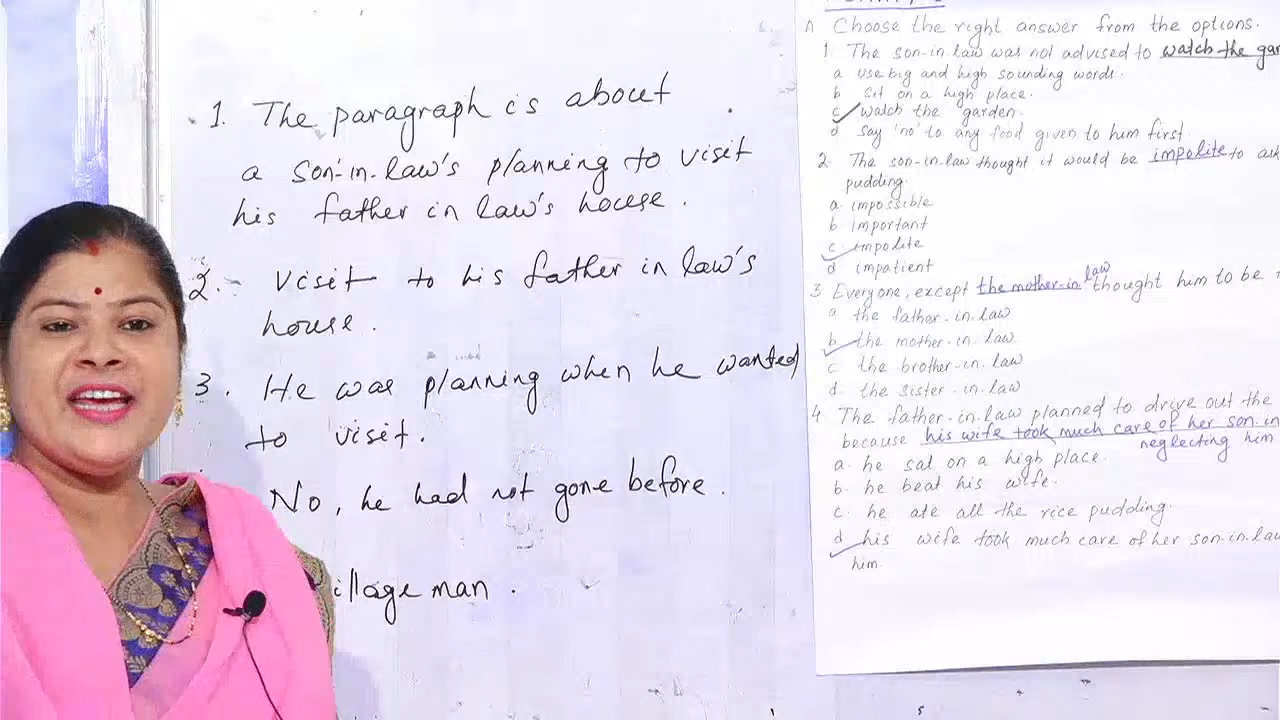 1. The paragraph is about
a son-in-law's planning to visit
his father in law's house.
2. Visit to his father in law's
house.
3. He was planning when he wanted
to visit.
No, he had not gone before.
illage man.
A Choose the right answer from the options.
1 The son-in-law was not advised to watch the gar
a use big and high sounding words.
b sit on a high place.
c watch the garden.
d say 'no' to any food given to him first
2. The son-in-law thought it would be impolite to ask
pudding
a. impossible
b important
c impolite
d impatient
3 Everyone, except the mother-in law thought him to be
a the father-in-law
b the mother-in-law
c the brother-in-law
d. the sister-in-law
4 The father-in-law planned to drive out the
because his wife took much care of her son-in
neglecting him
a. he sat on a high place.
b. he beat his wife.
c. he ate all the rice pudding
d his wife took much care of her son-in-law
him.